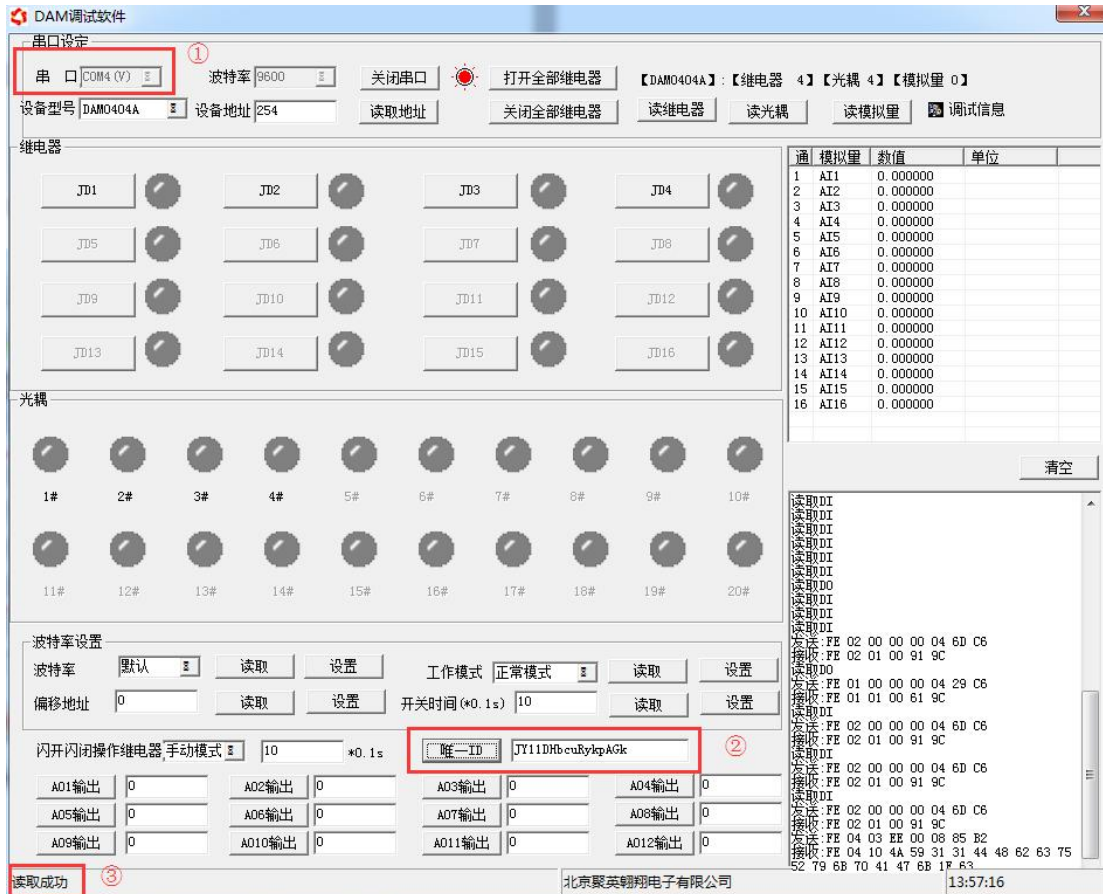 DAM调试软件
X
串口设定
①
串 口 COM4 (V)
波特率 9600
关闭串口
打开全部继电器
【DAM0404A】:【继电器 4】【光耦 4】【模拟量 0】
设备型号 DAM0404A
设备地址 254
读取地址
关闭全部继电器
读继电器
读光耦
读模拟量
调试信息
继电器
JD1 JD2 JD3 JD4
JD5 JD6 JD7 JD8
JD9 JD10 JD11 JD12
JD13 JD14 JD15 JD16
通 模拟量 数值 单位
1 AI1 0.000000
2 AI2 0.000000
3 AI3 0.000000
4 AI4 0.000000
5 AI5 0.000000
6 AI6 0.000000
7 AI7 0.000000
8 AI8 0.000000
9 AI9 0.000000
10 AI10 0.000000
11 AI11 0.000000
12 AI12 0.000000
13 AI13 0.000000
14 AI14 0.000000
15 AI15 0.000000
16 AI16 0.000000
清空
光耦
1# 2# 3# 4# 5# 6# 7# 8# 9# 10#
11# 12# 13# 14# 15# 16# 17# 18# 19# 20#
读取DI
读取DI
读取DI
读取DI
读取DI
读取DI
读取DO
读取DI
读取DI
读取DI
发送:FE 02 00 00 00 04 6D C6
接收:FE 02 01 00 91 9C
读取DO
发送:FE 01 00 00 00 04 29 C6
接收:FE 01 01 00 61 9C
读取DI
发送:FE 02 00 00 00 04 6D C6
接收:FE 02 01 00 91 9C
读取DI
发送:FE 02 00 00 00 04 6D C6
接收:FE 02 01 00 91 9C
读取DI
发送:FE 02 00 00 00 04 6D C6
接收:FE 02 01 00 91 9C
发送:FE 04 03 EE 00 08 85 B2
接收:FE 04 10 4A 59 31 31 44 48 62 63 75
52 79 6B 70 41 47 6B 1F 63
波特率设置
波特率 默认 读取 设置
工作模式 正常模式 读取 设置
偏移地址 0 读取 设置
开关时间(*0.1s) 10 读取 设置
闪开闪闭操作继电器 手动模式 10 *0.1s
唯一ID JY11DHbcuRykpAGk
②
AO1输出 0 AO2输出 0 AO3输出 0 AO4输出 0
AO5输出 0 AO6输出 0 AO7输出 0 AO8输出 0
AO9输出 0 AO10输出 0 AO11输出 0 AO12输出 0
读取成功
③
北京聚英翱翔电子有限公司
13:57:16